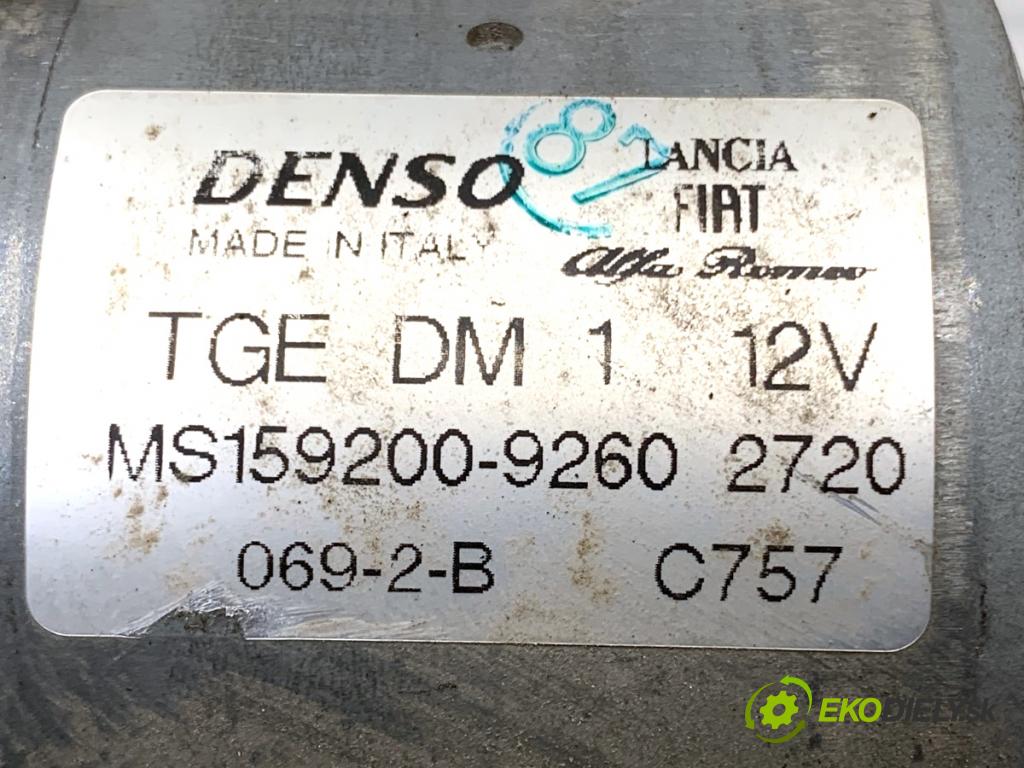 DENSO
MADE IN ITALY
LANCIA
FIAT
Alfa Romeo
TGE DM 1 12V
MS159200-9260 2720
069-2-B C757
EKODIELY.SK